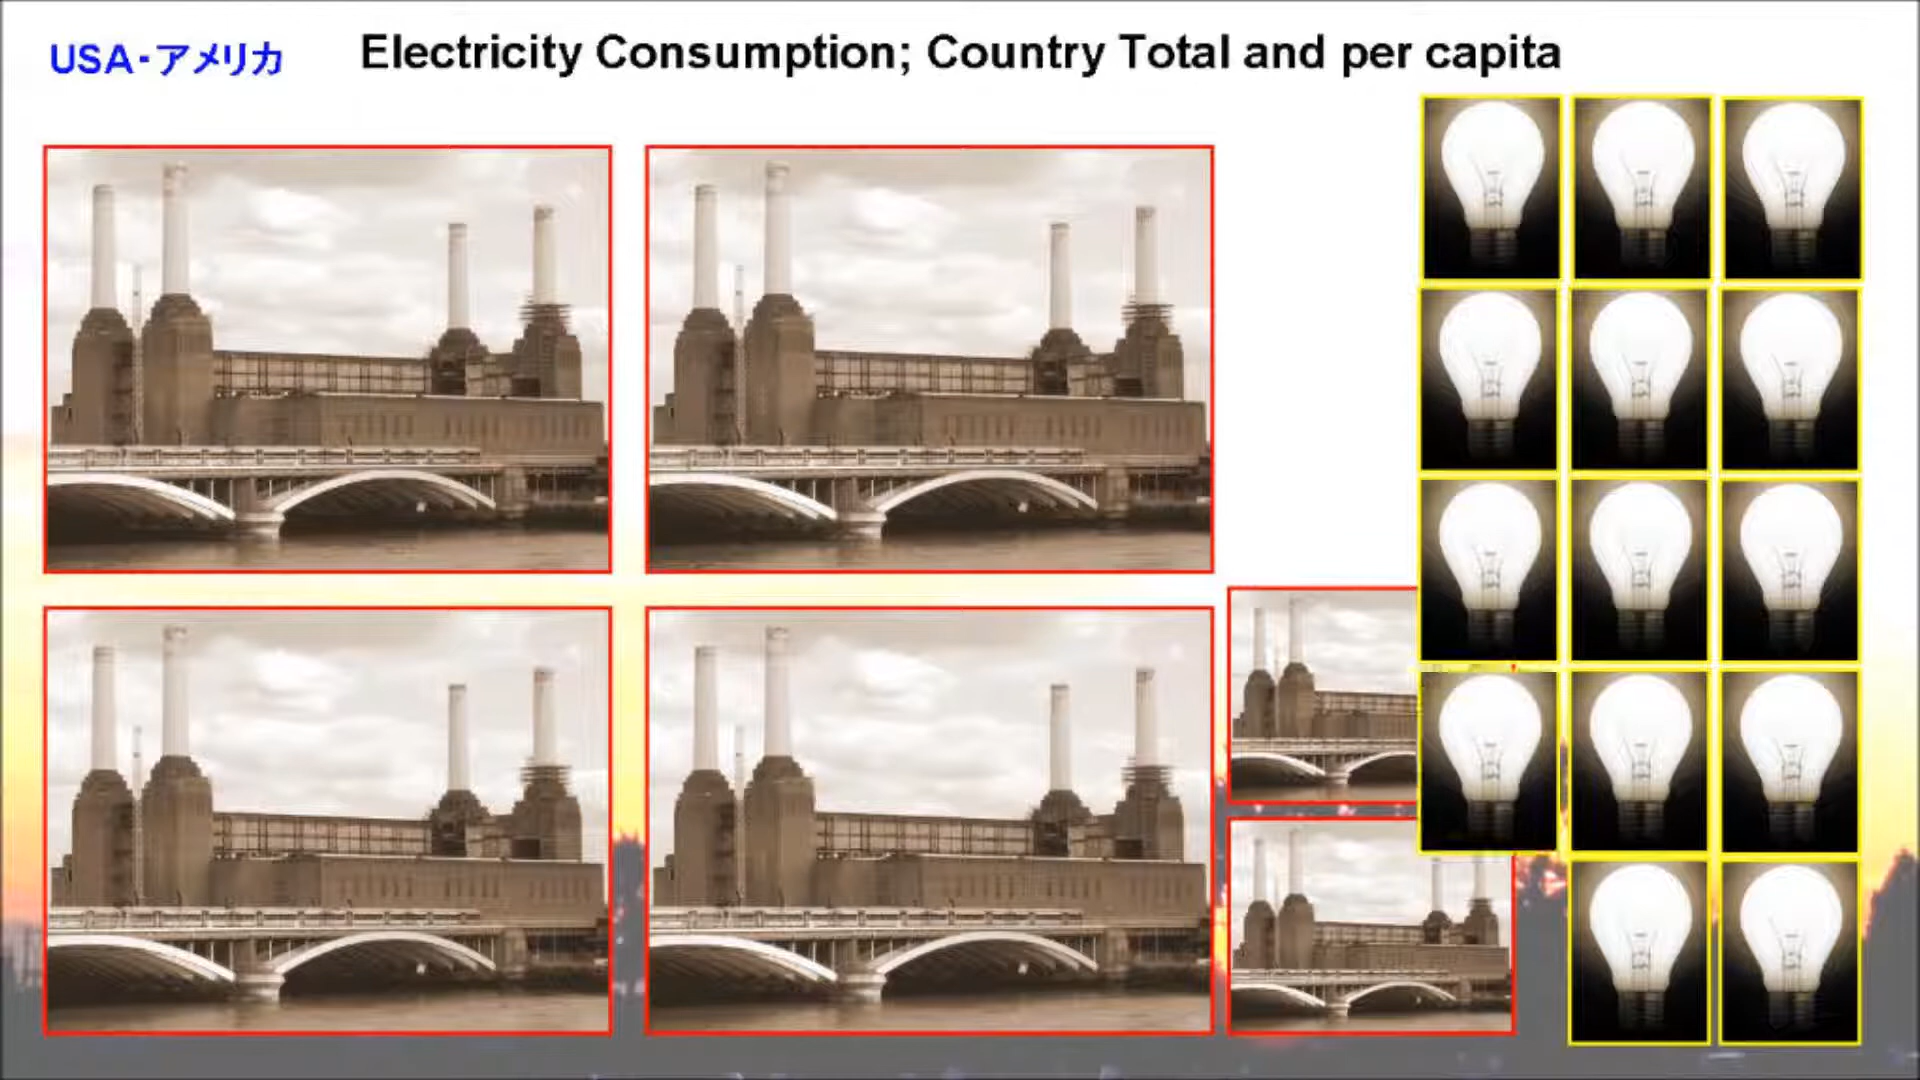 USA-アメリカ
Electricity Consumption; Country Total and per capita